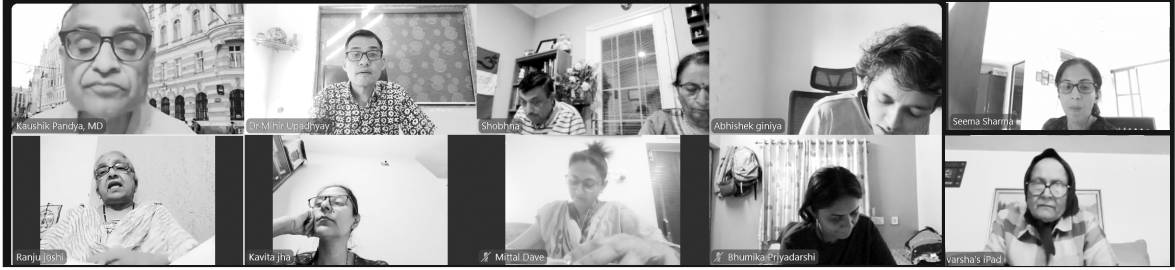 Kaushik Pandya, MD
Dr Mihir Upadhyay
Shobhna
Abhishek giniya
Seema Sharma
Ranju joshi
Kavita jha
Mittal Dave
Bhumika Priyadarshi
varsha's iPad